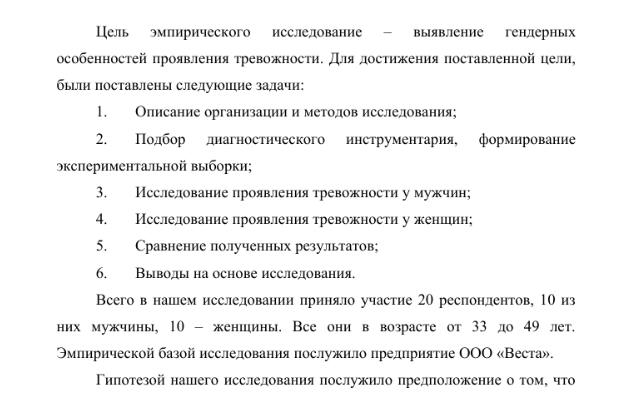 Цель эмпирического исследование – выявление гендерных
особенностей проявления тревожности. Для достижения поставленной цели,
были поставлены следующие задачи:
1. Описание организации и методов исследования;
2. Подбор диагностического инструментария, формирование
экспериментальной выборки;
3. Исследование проявления тревожности у мужчин;
4. Исследование проявления тревожности у женщин;
5. Сравнение полученных результатов;
6. Выводы на основе исследования.
Всего в нашем исследовании приняло участие 20 респондентов, 10 из
них мужчины, 10 – женщины. Все они в возрасте от 33 до 49 лет.
Эмпирической базой исследования послужило предприятие ООО «Веста».
Гипотезой нашего исследования послужило предположение о том, что